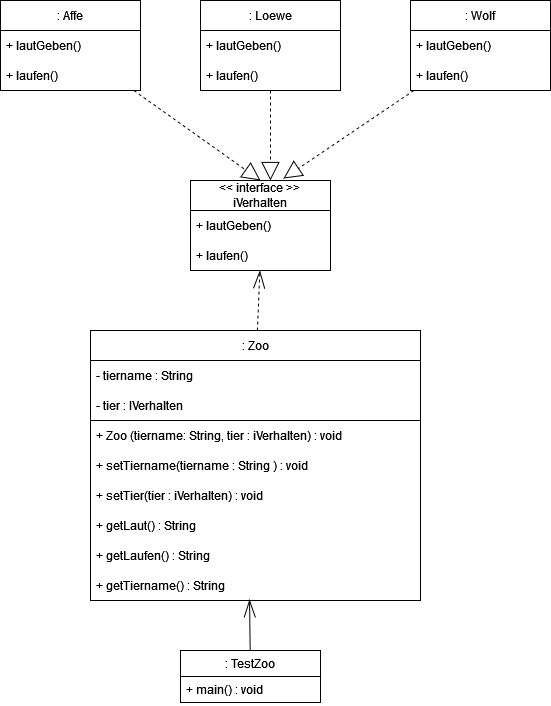 : Affe
+ lautGeben()
+ laufen()
: Loewe
+ lautGeben()
+ laufen()
: Wolf
+ lautGeben()
+ laufen()
<< interface >>
iVerhalten
+ lautGeben()
+ laufen()
: Zoo
- tiername : String
- tier : IVerhalten
+ Zoo (tiername: String, tier : iVerhalten) : void
+ setTiername(tiername : String ) : void
+ setTier(tier : iVerhalten) : void
+ getLaut() : String
+ getLaufen() : String
+ getTiername() : String
: TestZoo
+ main() : void